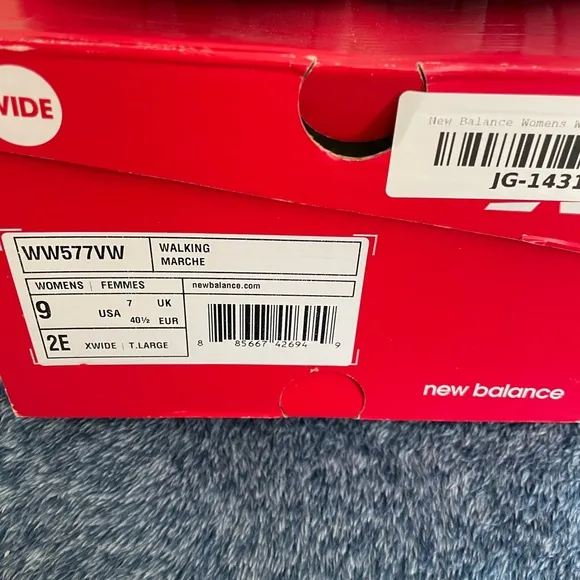 WIDE
New Balance Womens W
JG-1431
WW577VW
WALKING
MARCHE
WOMENS | FEMMES
newbalance.com
9
USA
7 UK
40½ EUR
2E
XWIDE | T.LARGE
8 85667 42694 9
new balance